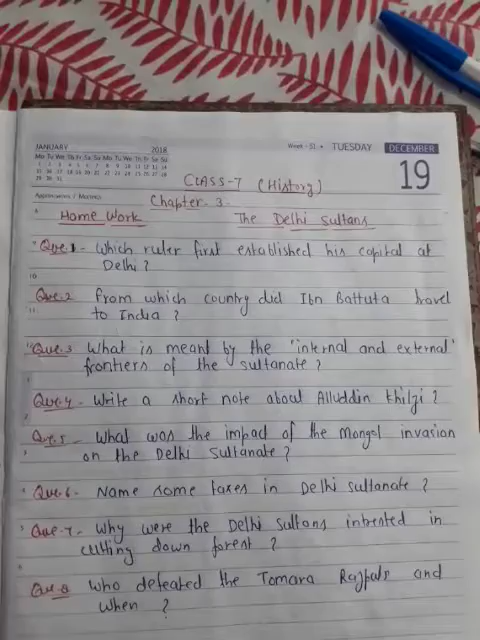 JANUARY 2018
Week - 51 • TUESDAY DECEMBER
19
CLASS-7 (History)
Appointments / Meetings
Chapter-3-
Home Work The Delhi Sultans
Que.1- Which ruler first established his capital at
Delhi ?
Que.2 from which country did Ibn Battuta travel
to India ?
Que.3 What is meant by the 'internal and external'
frontiers of the sultanate ?
Que.4- Write a short note about Alluddin Khilzi ?
Que.5- What was the impact of the Mongol invasion
on the Delhi Sultanate ?
Que.6- Name some taxes in Delhi sultanate ?
Que.7- Why were the Delhi sultans intrested in
cutting down forest ?
Que.8 who defeated the Tomara Rajputs and
when ?